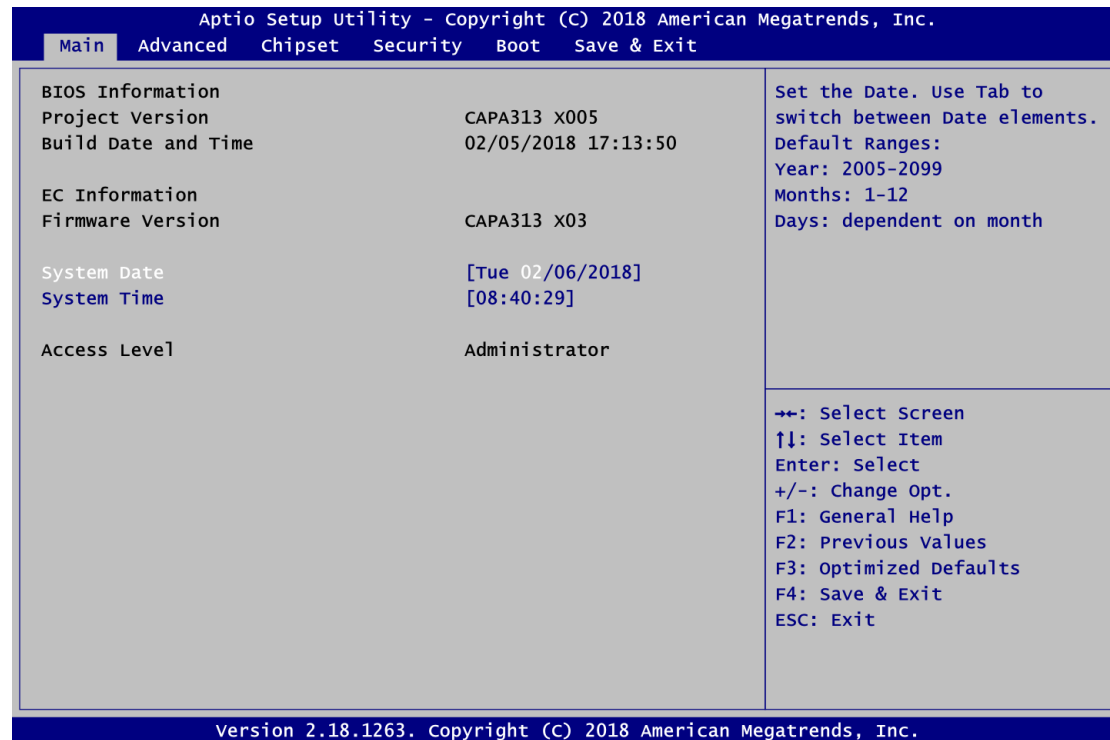 Aptio Setup Utility - Copyright (C) 2018 American Megatrends, Inc.
Main Advanced Chipset Security Boot Save & Exit
BIOS Information
Project Version CAPA313 X005
Build Date and Time 02/05/2018 17:13:50
EC Information
Firmware Version CAPA313 X03
System Date [Tue 02/06/2018]
System Time [08:40:29]
Access Level Administrator
Set the Date. Use Tab to
switch between Date elements.
Default Ranges:
Year: 2005-2099
Months: 1-12
Days: dependent on month
→←: Select Screen
↑↓: Select Item
Enter: Select
+/-: Change Opt.
F1: General Help
F2: Previous Values
F3: Optimized Defaults
F4: Save & Exit
ESC: Exit
Version 2.18.1263. Copyright (C) 2018 American Megatrends, Inc.